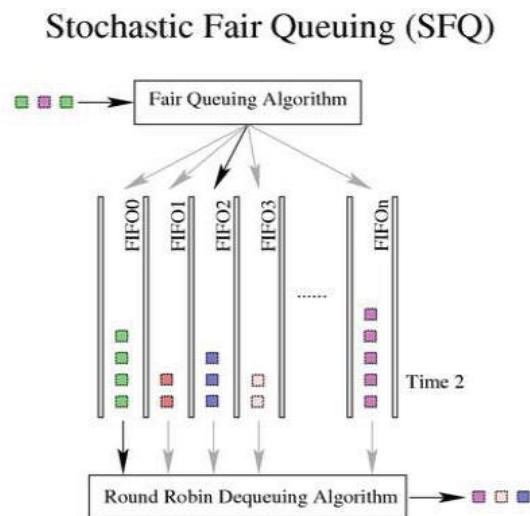 Stochastic Fair Queuing (SFQ)
Fair Queuing Algorithm
FIFO0
FIFO1
FIFO2
FIFO3
FIFOn
......
Time 2
Round Robin Dequeuing Algorithm